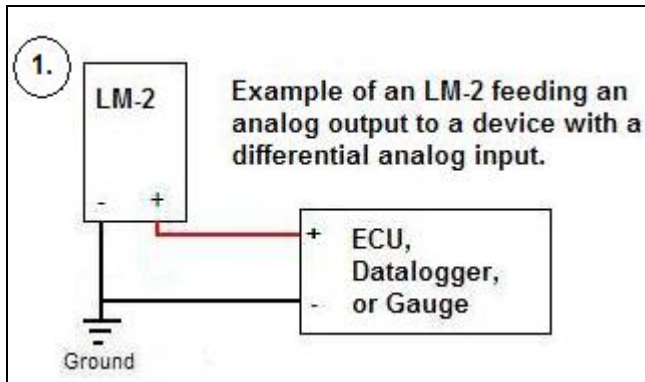 1.
LM-2
Example of an LM-2 feeding an
analog output to a device with a
differential analog input.
- +
+ ECU,
Datalogger,
- or Gauge
Ground